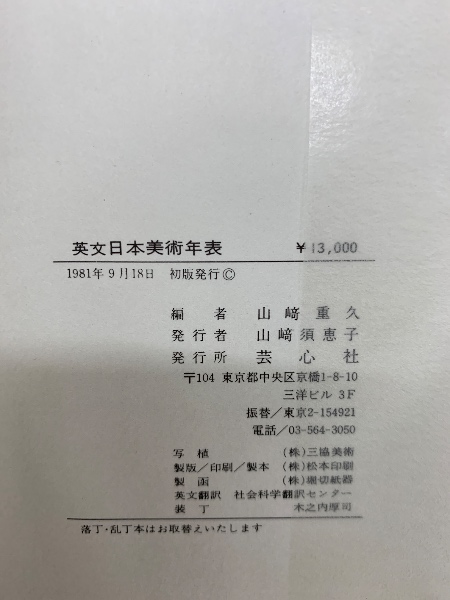 英文日本美術年表 ¥13,000
1981年9月18日 初版発行©
編者 山﨑重久
発行者 山﨑須恵子
発行所 芸心社
〒104 東京都中央区京橋1-8-10
三洋ビル 3F
振替/東京2-154921
電話/03-564-3050
写植 (株)三協美術
製版/印刷/製本 (株)松本印刷
製函 (株)堀切紙器
英文翻訳 社会科学翻訳センター
装丁 木之内厚司
落丁・乱丁本はお取替えいたします